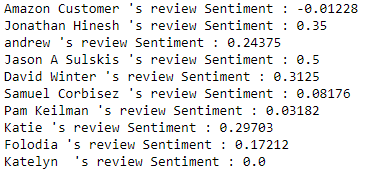 Amazon Customer 's review Sentiment : -0.01228
Jonathan Hinesh 's review Sentiment : 0.35
andrew 's review Sentiment : 0.24375
Jason A Sulskis 's review Sentiment : 0.5
David Winter 's review Sentiment : 0.3125
Samuel Corbisez 's review Sentiment : 0.08176
Pam Keilman 's review Sentiment : 0.03182
Katie 's review Sentiment : 0.29703
Folodia 's review Sentiment : 0.17212
Katelyn  's review Sentiment : 0.0